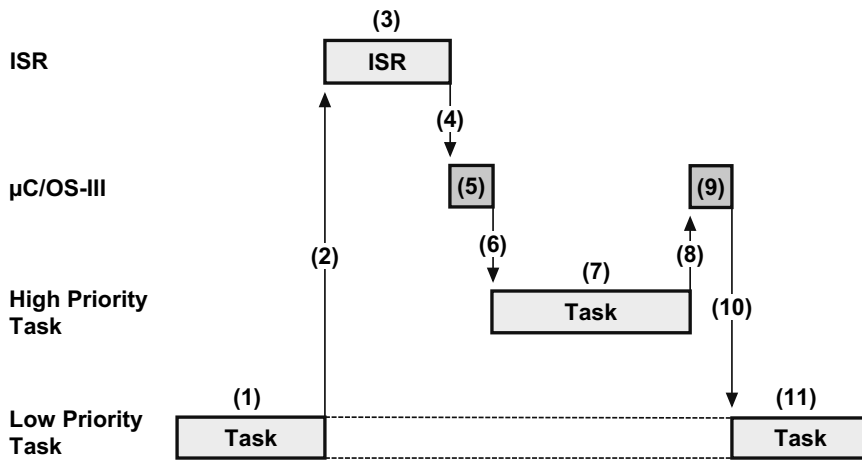 (3)
ISR ISR
(4)
µC/OS-III (5) (9)
(2) (6) (7) (8)
High Priority
Task
Task (10)
(1) (11)
Low Priority
Task
Task Task